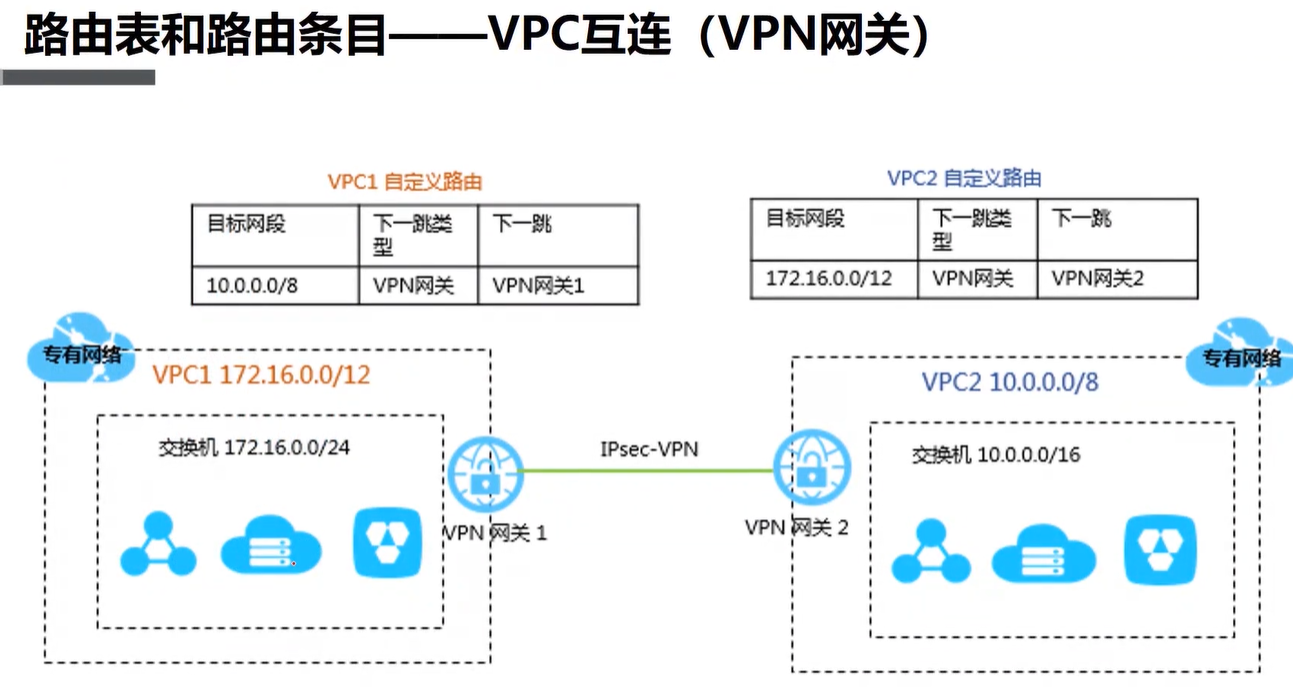 路由表和路由条目——VPC互连（VPN网关）
VPC1 自定义路由
目标网段 下一跳类型 下一跳
10.0.0.0/8 VPN网关 VPN网关1
VPC2 自定义路由
目标网段 下一跳类型 下一跳
172.16.0.0/12 VPN网关 VPN网关2
专有网络
VPC1 172.16.0.0/12
交换机 172.16.0.0/24
VPN 网关 1
IPsec-VPN
专有网络
VPC2 10.0.0.0/8
交换机 10.0.0.0/16
VPN 网关 2